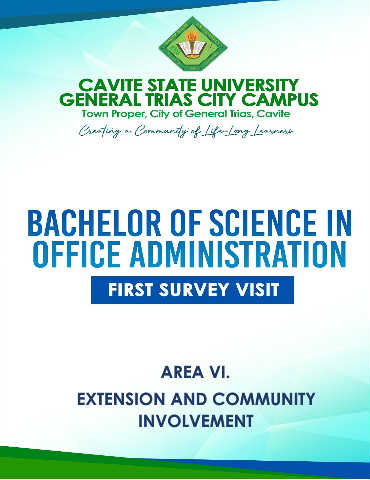 CAVITE STATE UNIVERSITY
GENERAL TRIAS CITY CAMPUS
Town Proper, City of General Trias, Cavite
Creating a Community of Life-Long Learners
BACHELOR OF SCIENCE IN
OFFICE ADMINISTRATION
FIRST SURVEY VISIT
AREA VI.
EXTENSION AND COMMUNITY
INVOLVEMENT